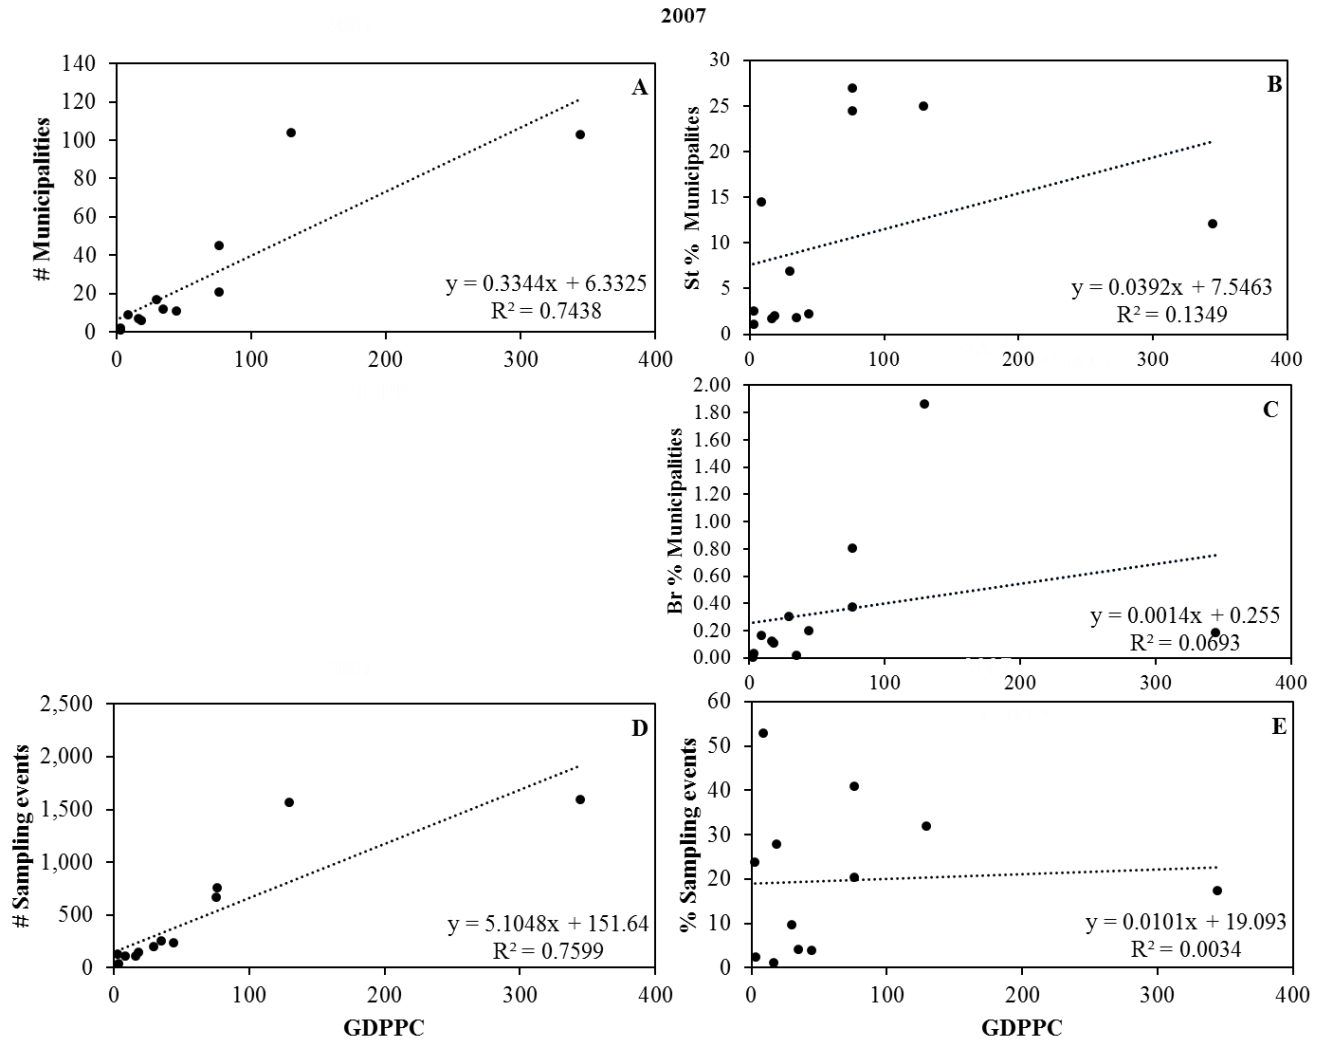 2007
A
# Municipalities
140
120
100
80
60
40
20
0
y = 0.3344x + 6.3325
R² = 0.7438
0 100 200 300 400
B
St % Municipalites
30
25
20
15
10
5
0
y = 0.0392x + 7.5463
R² = 0.1349
0 100 200 300 400
C
Br % Municipalities
2.00
1.80
1.60
1.40
1.20
1.00
0.80
0.60
0.40
0.20
0.00
y = 0.0014x + 0.255
R² = 0.0693
0 100 200 300 400
D
# Sampling events
2,500
2,000
1,500
1,000
500
0
y = 5.1048x + 151.64
R² = 0.7599
0 100 200 300 400
GDPPC
E
% Sampling events
60
50
40
30
20
10
0
y = 0.0101x + 19.093
R² = 0.0034
0 100 200 300 400
GDPPC